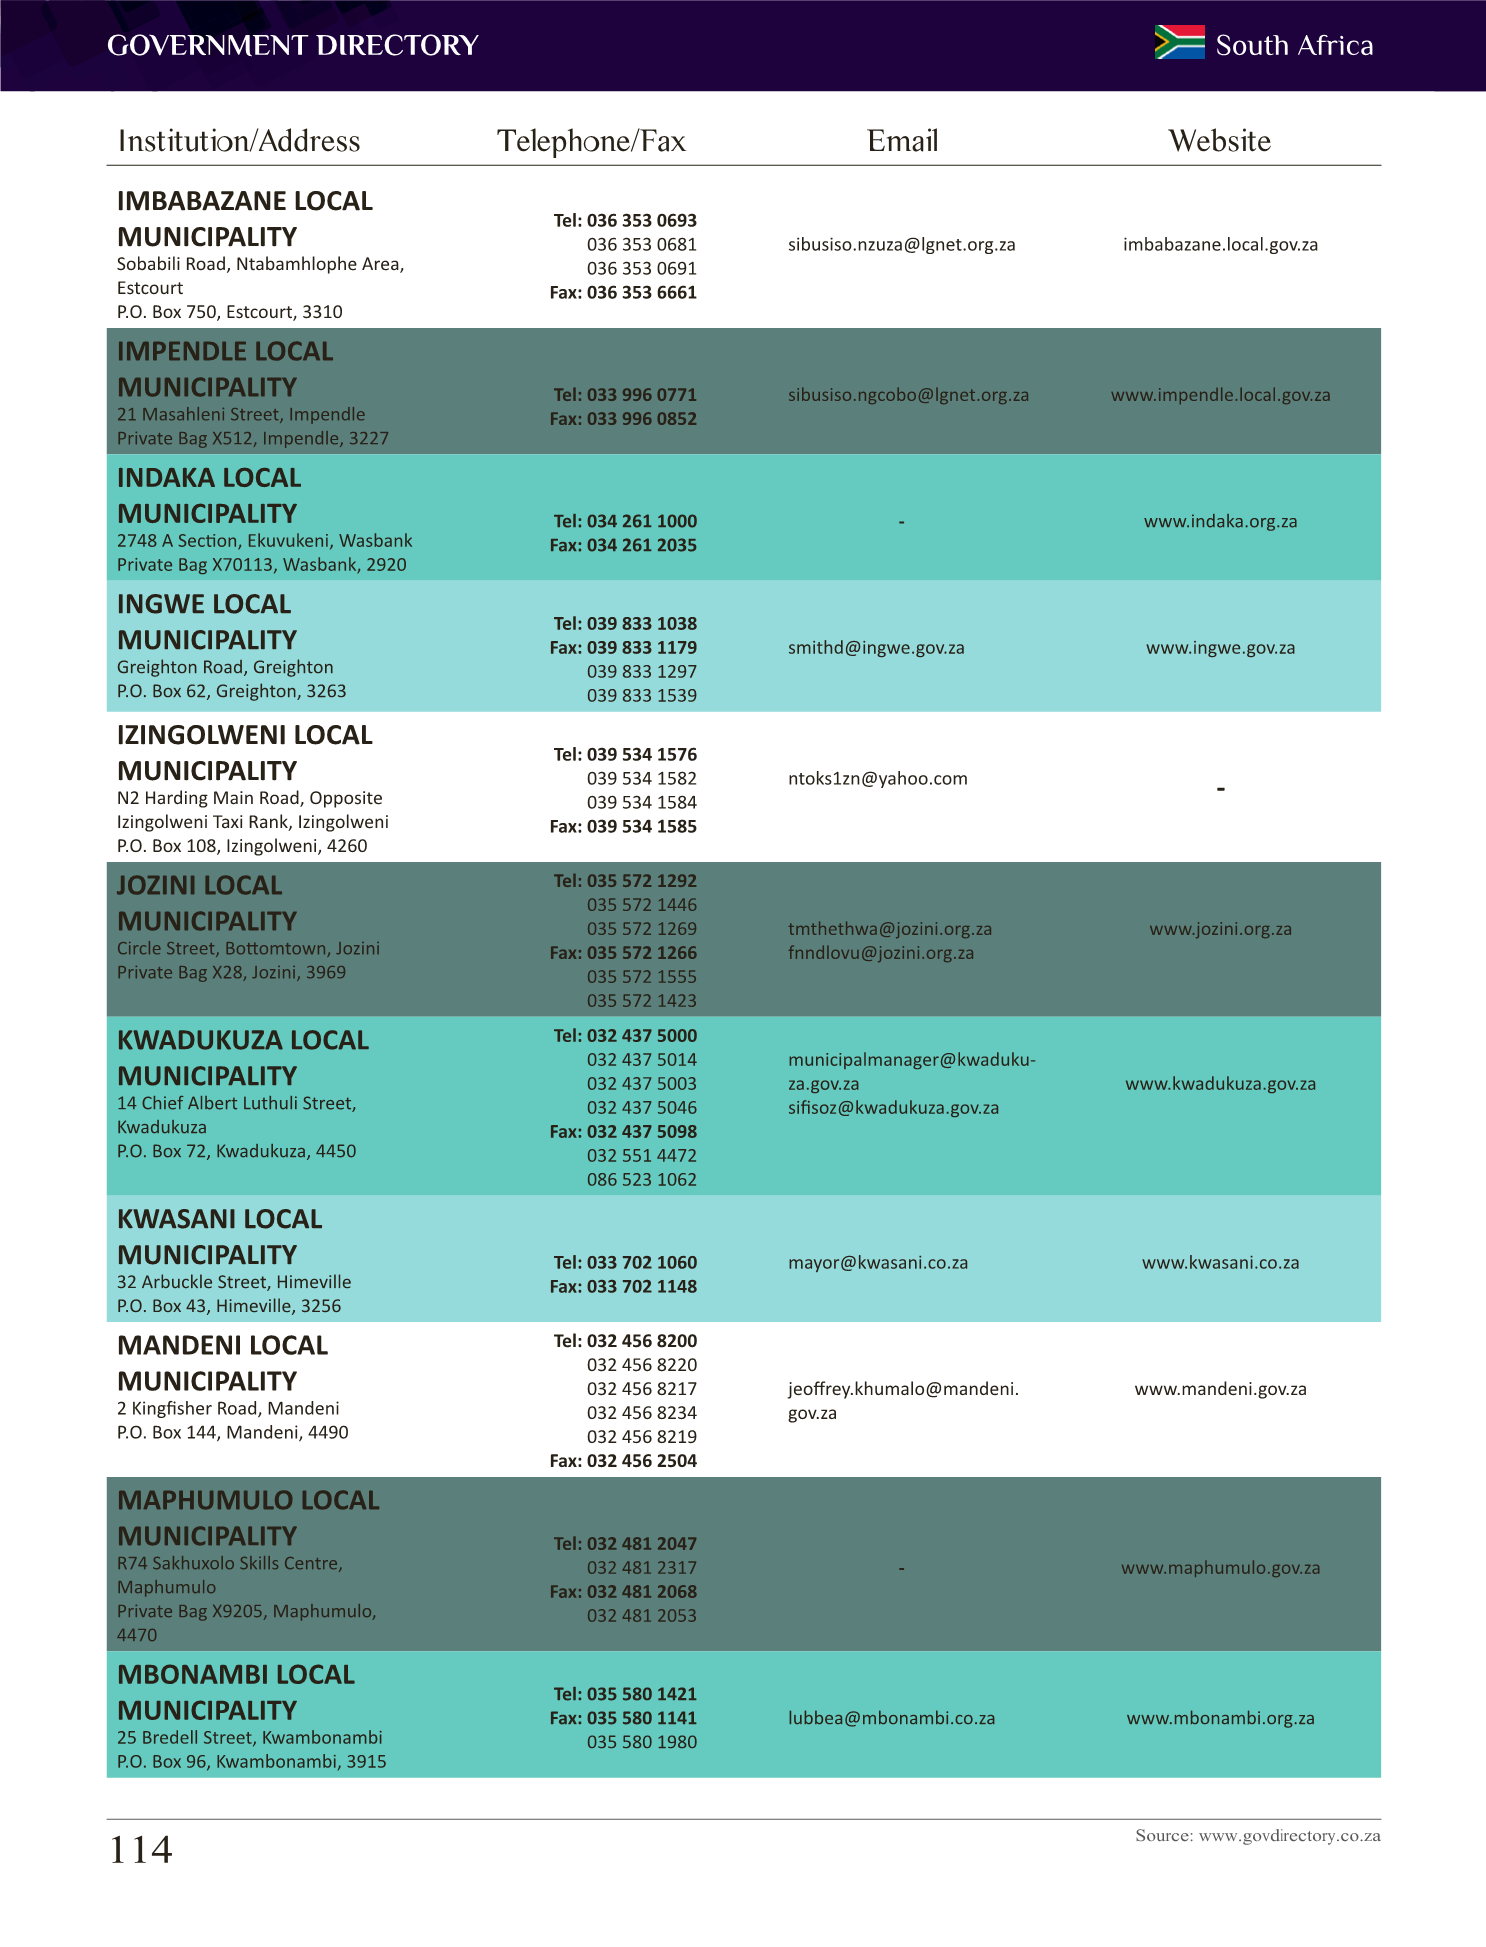 GOVERNMENT DIRECTORY
South Africa
Institution/Address
Telephone/Fax
Email
Website
IMBABAZANE LOCAL
MUNICIPALITY
Sobabili Road, Ntabamhlophe Area,
Estcourt
P.O. Box 750, Estcourt, 3310
Tel: 036 353 0693
036 353 0681
036 353 0691
Fax: 036 353 6661
sibusiso.nzuza@lgnet.org.za
imbabazane.local.gov.za
IMPENDLE LOCAL
MUNICIPALITY
21 Masahleni Street, Impendle
Private Bag X512, Impendle, 3227
Tel: 033 996 0771
Fax: 033 996 0852
sibusiso.ngcobo@lgnet.org.za
www.impendle.local.gov.za
INDAKA LOCAL
MUNICIPALITY
2748 A Section, Ekuvukeni, Wasbank
Private Bag X70113, Wasbank, 2920
Tel: 034 261 1000
Fax: 034 261 2035
-
www.indaka.org.za
INGWE LOCAL
MUNICIPALITY
Greighton Road, Greighton
P.O. Box 62, Greighton, 3263
Tel: 039 833 1038
Fax: 039 833 1179
039 833 1297
039 833 1539
smithd@ingwe.gov.za
www.ingwe.gov.za
IZINGOLWENI LOCAL
MUNICIPALITY
N2 Harding Main Road, Opposite
Izingolweni Taxi Rank, Izingolweni
P.O. Box 108, Izingolweni, 4260
Tel: 039 534 1576
039 534 1582
039 534 1584
Fax: 039 534 1585
ntoks1zn@yahoo.com
-
JOZINI LOCAL
MUNICIPALITY
Circle Street, Bottomtown, Jozini
Private Bag X28, Jozini, 3969
Tel: 035 572 1292
035 572 1446
035 572 1269
Fax: 035 572 1266
035 572 1555
035 572 1423
tmthethwa@jozini.org.za
fnndlovu@jozini.org.za
www.jozini.org.za
KWADUKUZA LOCAL
MUNICIPALITY
14 Chief Albert Luthuli Street,
Kwadukuza
P.O. Box 72, Kwadukuza, 4450
Tel: 032 437 5000
032 437 5014
032 437 5003
032 437 5046
Fax: 032 437 5098
032 551 4472
086 523 1062
municipalmanager@kwaduku-
za.gov.za
sifisoz@kwadukuza.gov.za
www.kwadukuza.gov.za
KWASANI LOCAL
MUNICIPALITY
32 Arbuckle Street, Himeville
P.O. Box 43, Himeville, 3256
Tel: 033 702 1060
Fax: 033 702 1148
mayor@kwasani.co.za
www.kwasani.co.za
MANDENI LOCAL
MUNICIPALITY
2 Kingfisher Road, Mandeni
P.O. Box 144, Mandeni, 4490
Tel: 032 456 8200
032 456 8220
032 456 8217
032 456 8234
032 456 8219
Fax: 032 456 2504
jeoffrey.khumalo@mandeni.
gov.za
www.mandeni.gov.za
MAPHUMULO LOCAL
MUNICIPALITY
R74 Sakhuxolo Skills Centre,
Maphumulo
Private Bag X9205, Maphumulo,
4470
Tel: 032 481 2047
032 481 2317
Fax: 032 481 2068
032 481 2053
-
www.maphumulo.gov.za
MBONAMBI LOCAL
MUNICIPALITY
25 Bredell Street, Kwambonambi
P.O. Box 96, Kwambonambi, 3915
Tel: 035 580 1421
Fax: 035 580 1141
035 580 1980
lubbea@mbonambi.co.za
www.mbonambi.org.za
114
Source: www.govdirectory.co.za